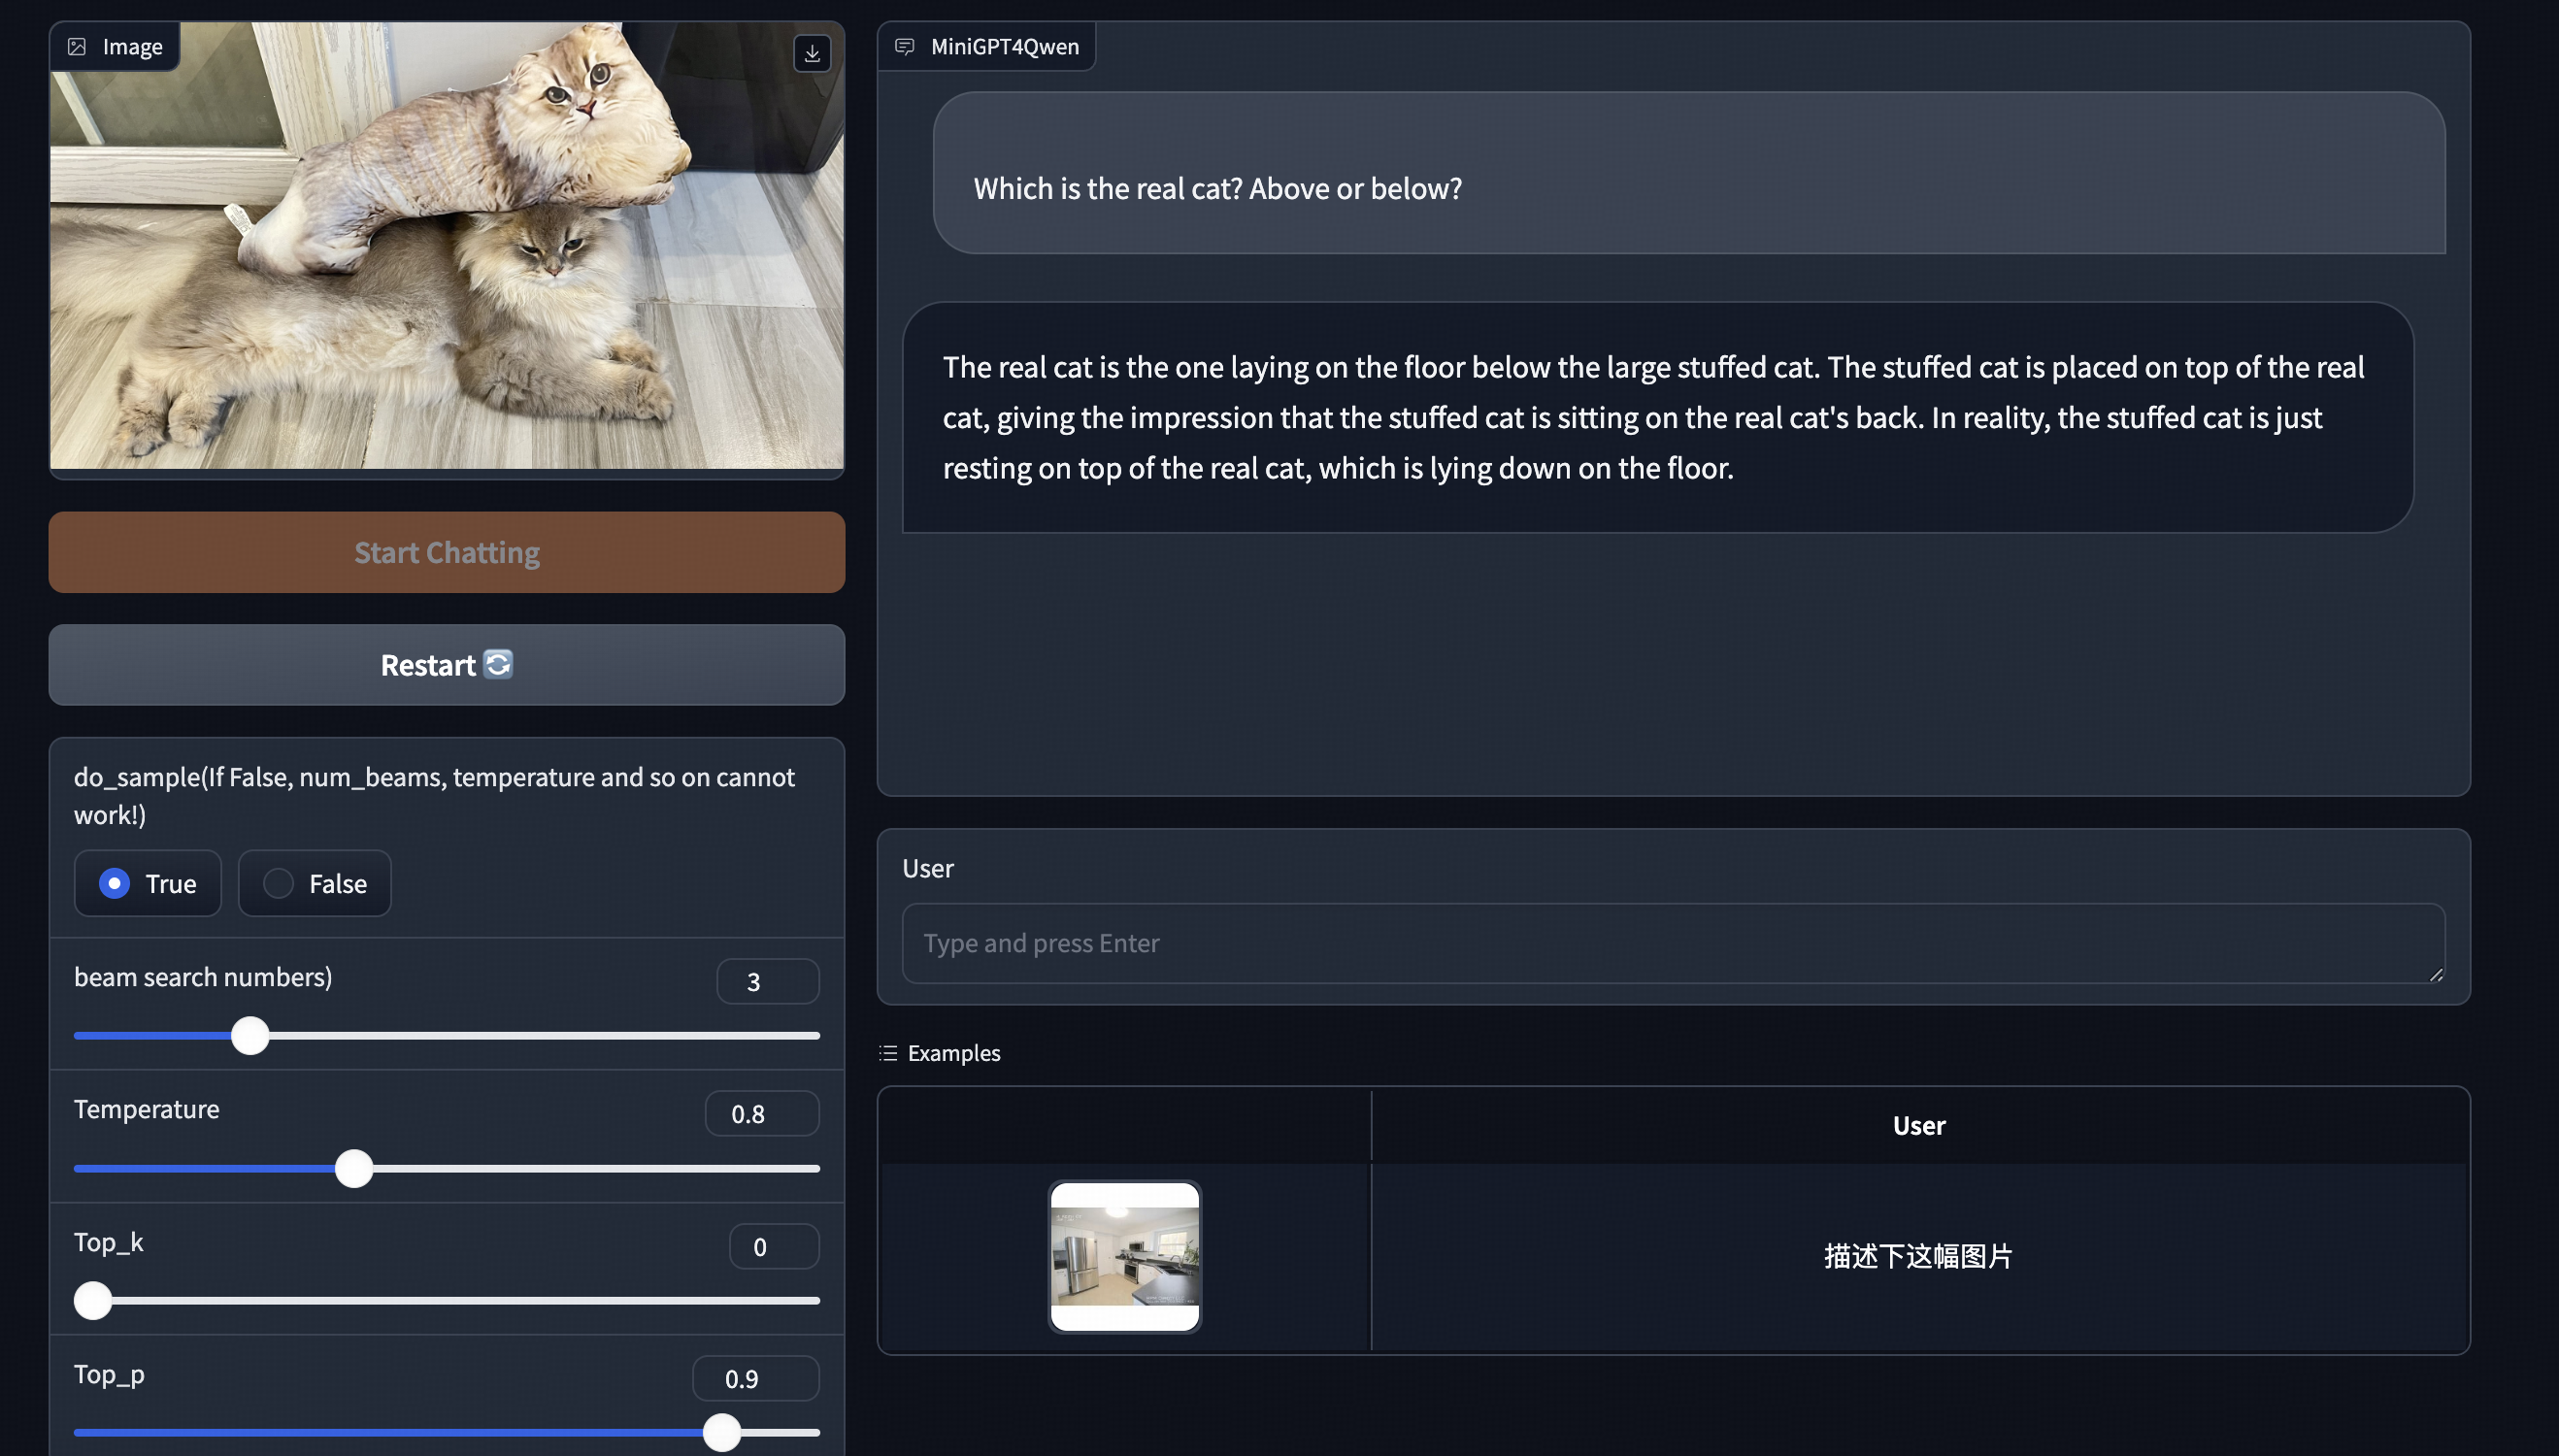 Image
Start Chatting
Restart
do_sample(If False, num_beams, temperature and so on cannot
work!)
True
False
beam search numbers)
3
Temperature
0.8
Top_k
0
Top_p
0.9
MiniGPT4Qwen
Which is the real cat? Above or below?
The real cat is the one laying on the floor below the large stuffed cat. The stuffed cat is placed on top of the real
cat, giving the impression that the stuffed cat is sitting on the real cat's back. In reality, the stuffed cat is just
resting on top of the real cat, which is lying down on the floor.
User
Type and press Enter
Examples
User
描述下这幅图片